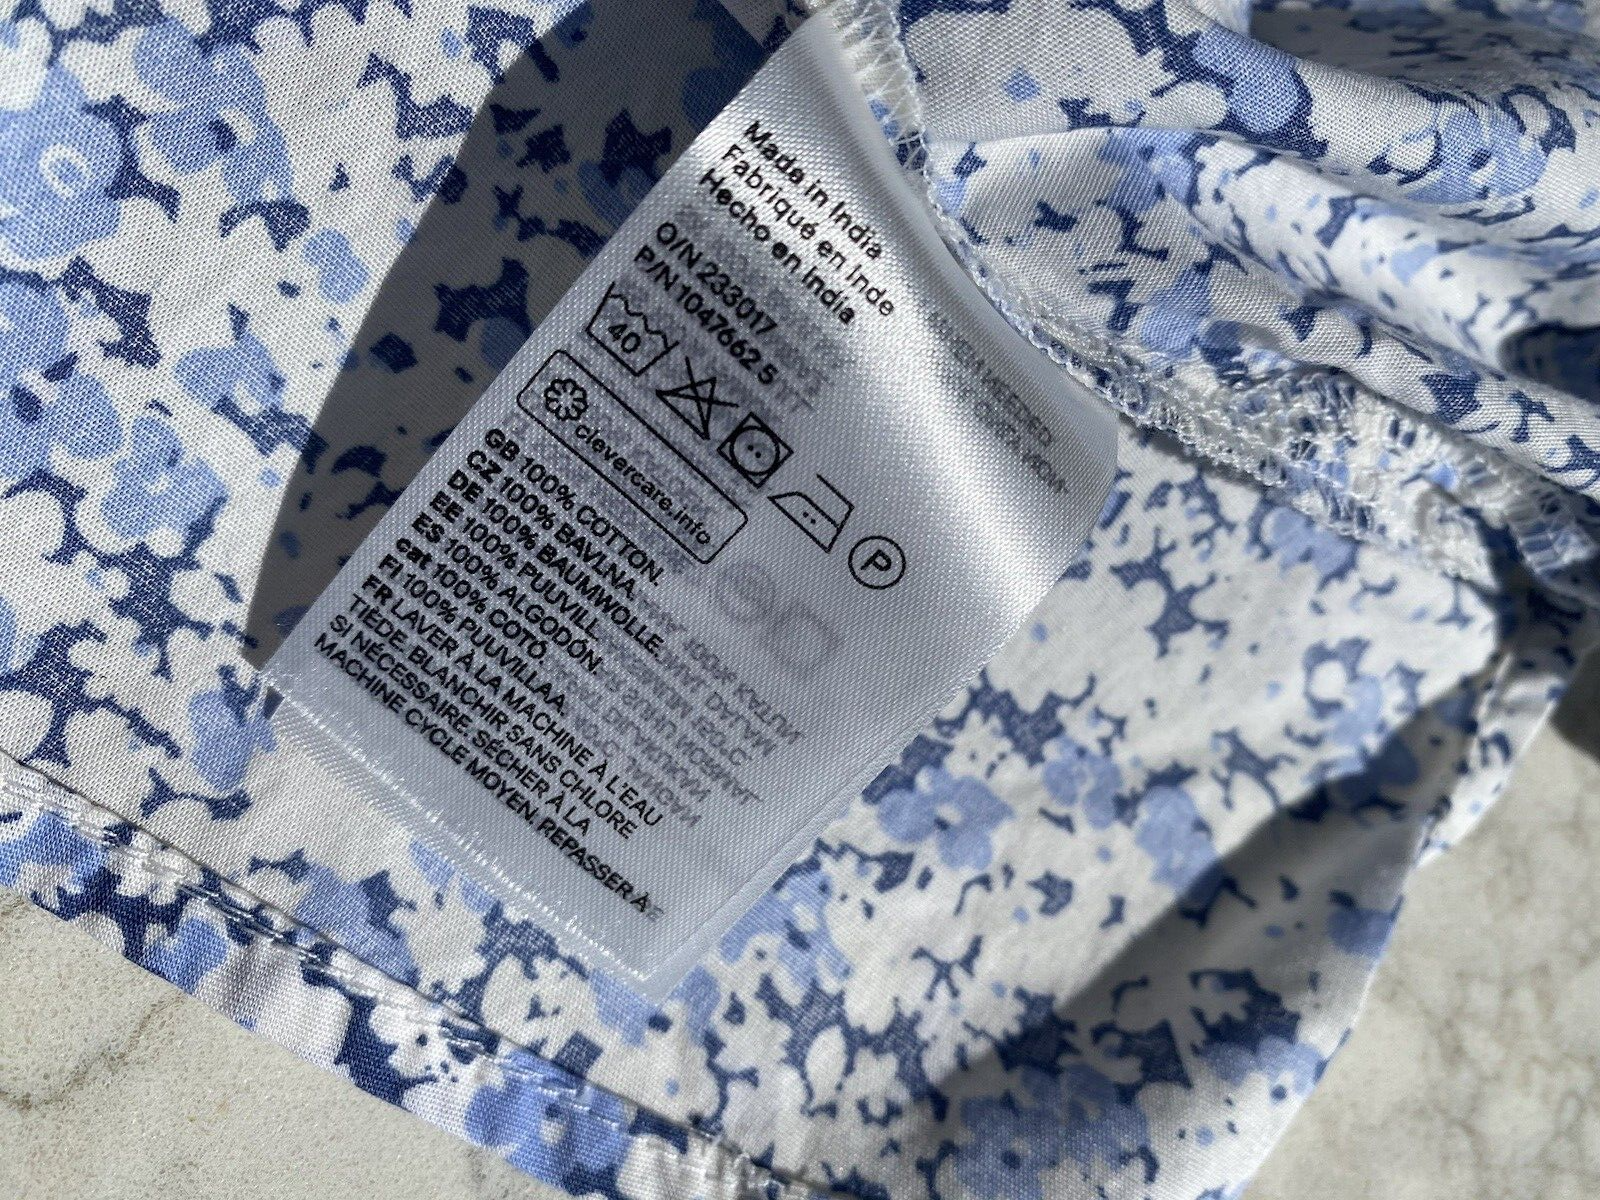 Made in India
Fabriqué en Inde
Hecho en India
O/N 233017
P/N 1047662 5
40
P
clevercare.info
GB 100% COTTON.
CZ 100% BAVLNA.
DE 100% BAUMWOLLE.
EE 100% PUUVILL.
ES 100% ALGODÓN.
cat 100% COTÓ.
FI 100% PUUVILLAA.
FR LAVER À LA MACHINE À L'EAU
TIÈDE. BLANCHIR SANS CHLORE
SI NÉCESSAIRE. SÉCHER À LA
MACHINE CYCLE MOYEN. REPASSER À